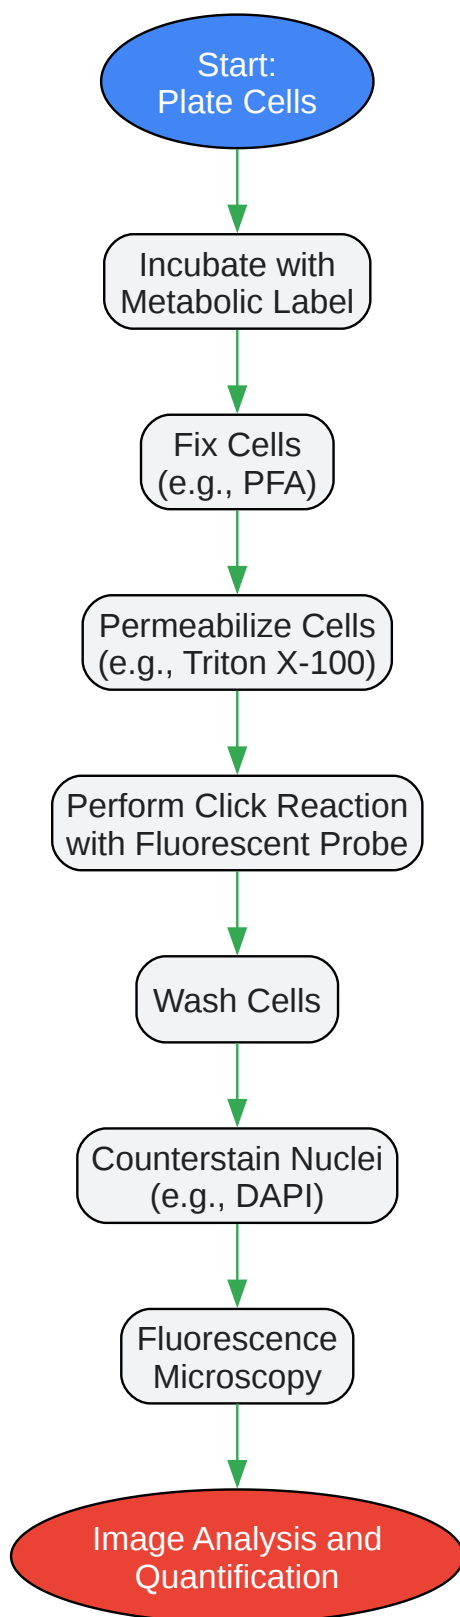 Start:
Plate Cells
Incubate with
Metabolic Label
Fix Cells
(e.g., PFA)
Permeabilize Cells
(e.g., Triton X-100)
Perform Click Reaction
with Fluorescent Probe
Wash Cells
Counterstain Nuclei
(e.g., DAPI)
Fluorescence
Microscopy
Image Analysis and
Quantification